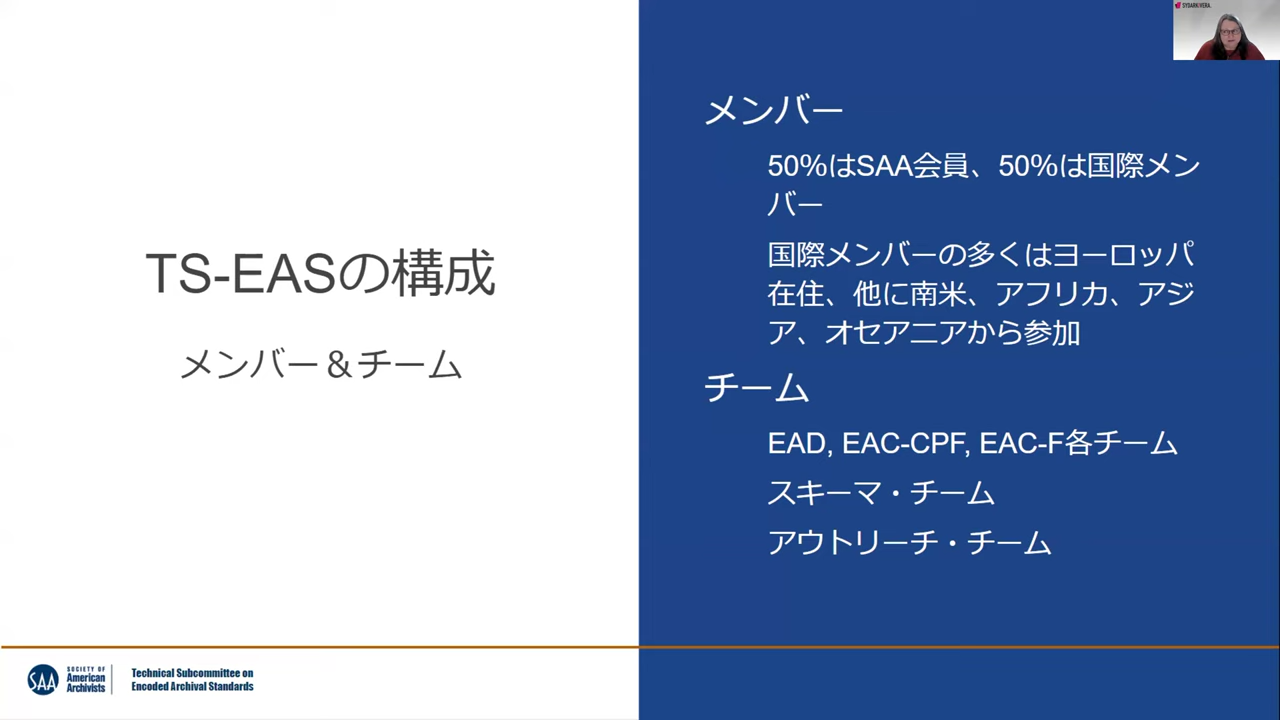 TS-EASの構成
メンバー＆チーム
メンバー
50%はSAA会員、50%は国際メン
バー
国際メンバーの多くはヨーロッパ
在住、他に南米、アフリカ、アジ
ア、オセアニアから参加
チーム
EAD, EAC-CPF, EAC-F各チーム
スキーマ・チーム
アウトリーチ・チーム
SAA
SOCIETY OF
American
Archivists
Technical Subcommittee on
Encoded Archival Standards